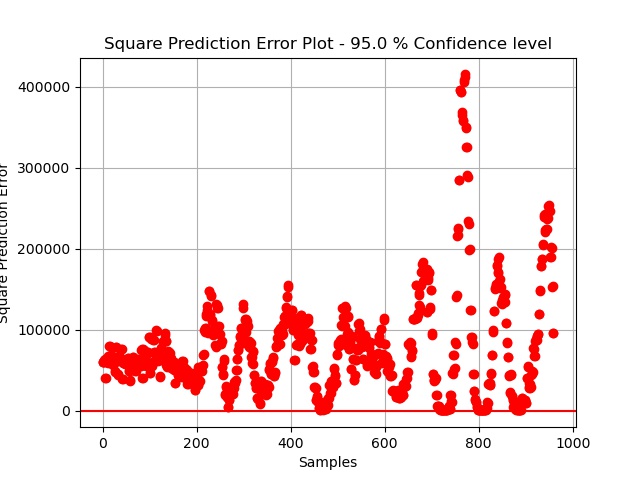 Square Prediction Error Plot - 95.0 % Confidence level
Square Prediction Error
400000
300000
200000
100000
0
0 200 400 600 800 1000
Samples